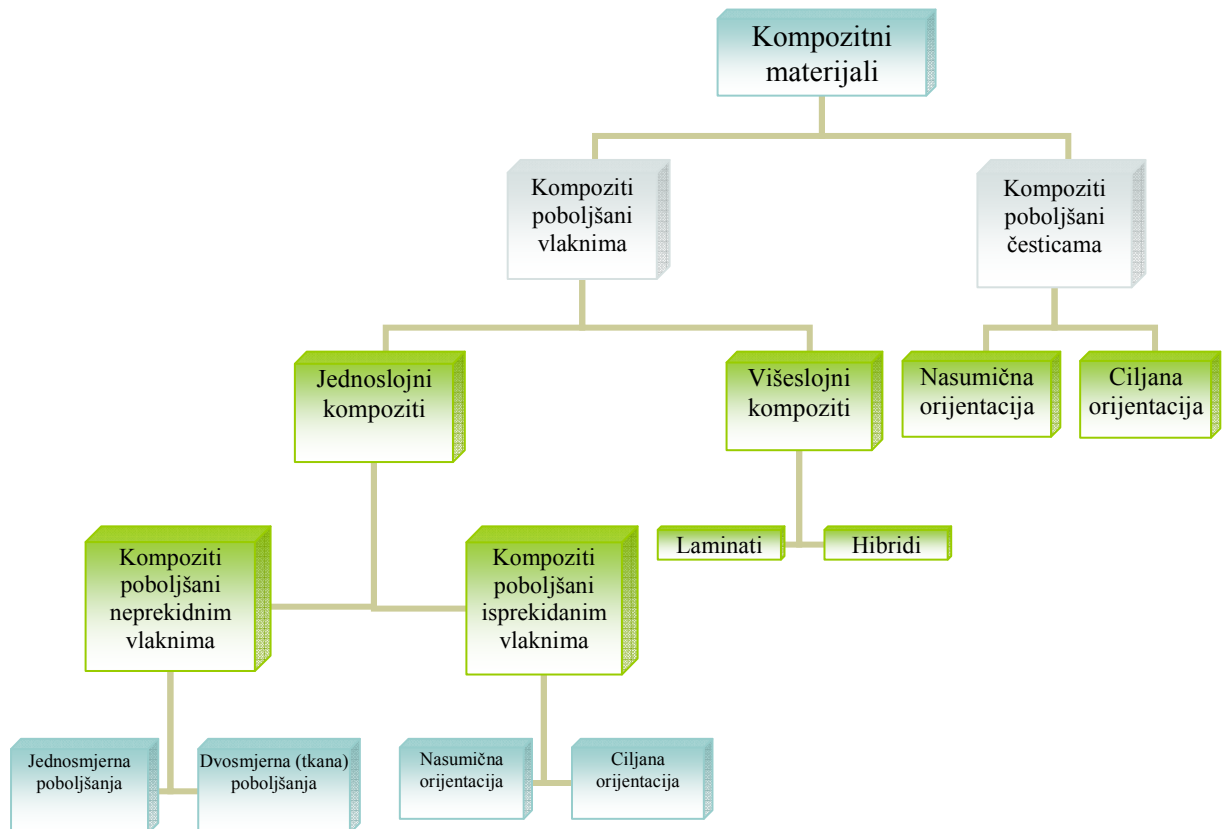 Kompozitni
materijali
Kompoziti
poboljšani
vlaknima
Kompoziti
poboljšani
česticama
Jednoslojni
kompoziti
Višeslojni
kompoziti
Nasumična
orijentacija
Ciljana
orijentacija
Kompoziti
poboljšani
neprekidnim
vlaknima
Kompoziti
poboljšani
isprekidanim
vlaknima
Laminati
Hibridi
Jednosmjerna
poboljšanja
Dvosmjerna (tkana)
poboljšanja
Nasumična
orijentacija
Ciljana
orijentacija